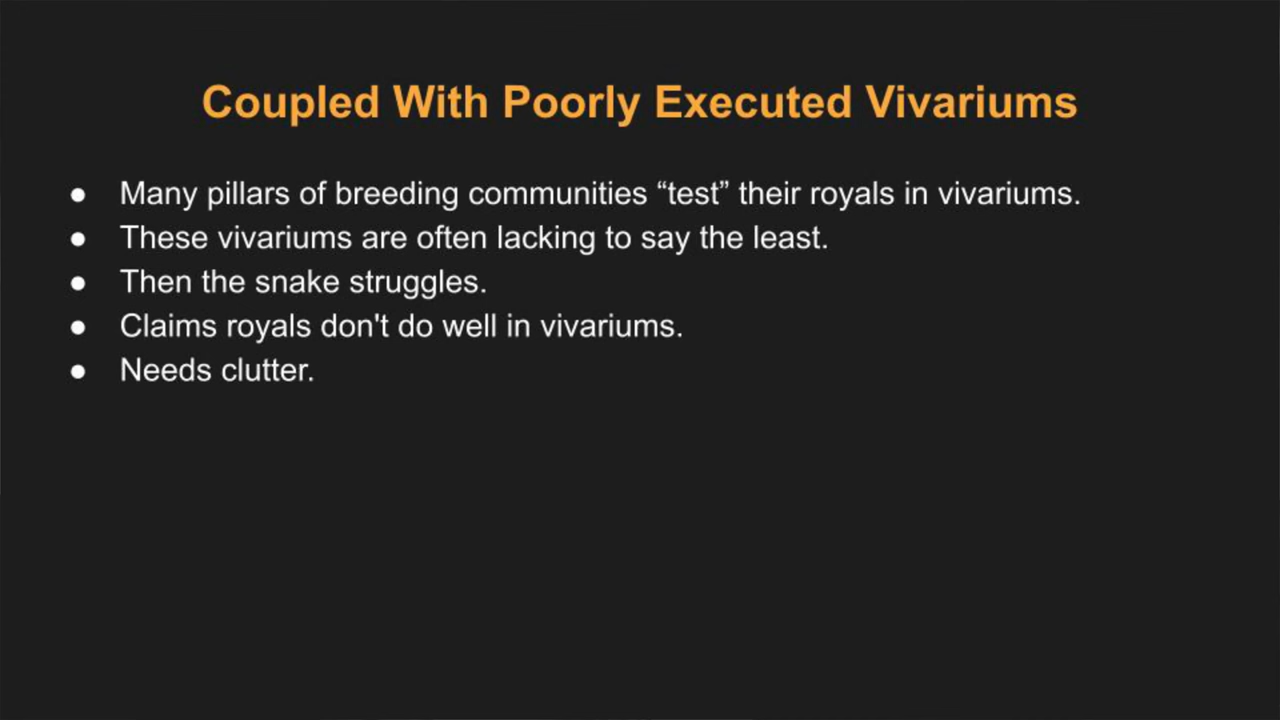 Coupled With Poorly Executed Vivariums
● Many pillars of breeding communities “test” their royals in vivariums.
● These vivariums are often lacking to say the least.
● Then the snake struggles.
● Claims royals don't do well in vivariums.
● Needs clutter.